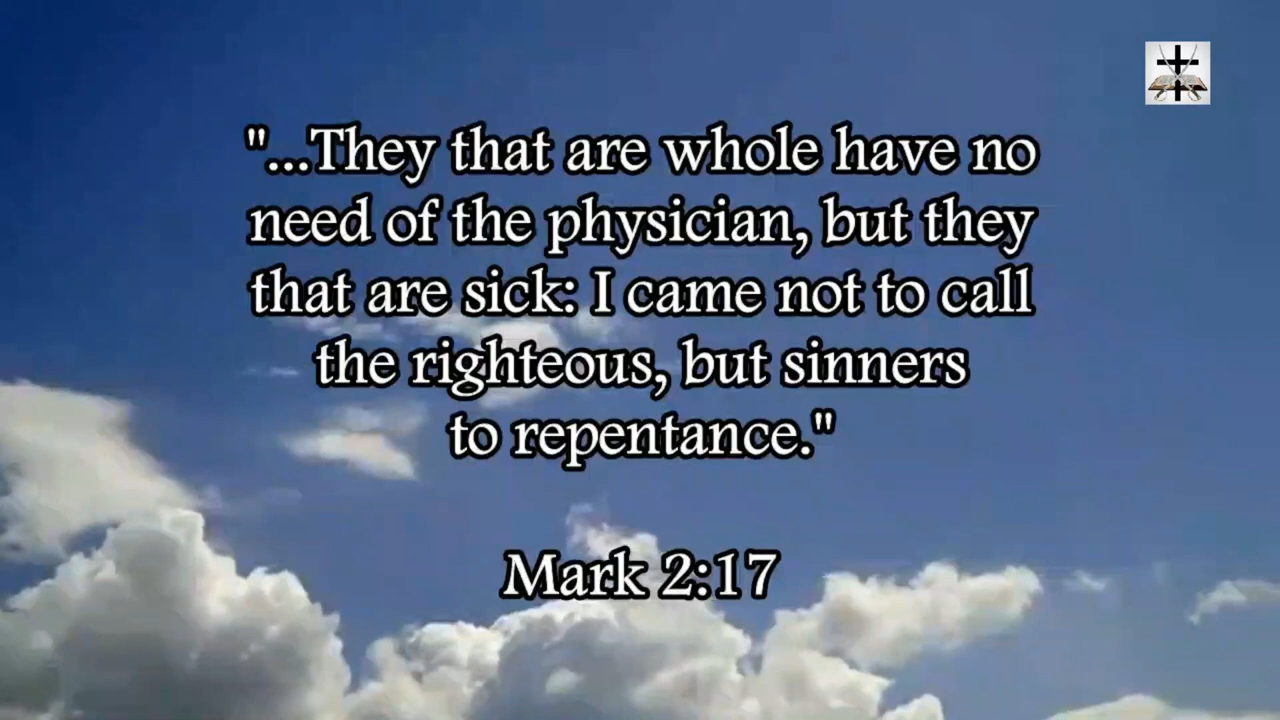 "...They that are whole have no
need of the physician, but they
that are sick: I came not to call
the righteous, but sinners
to repentance."
Mark 2:17